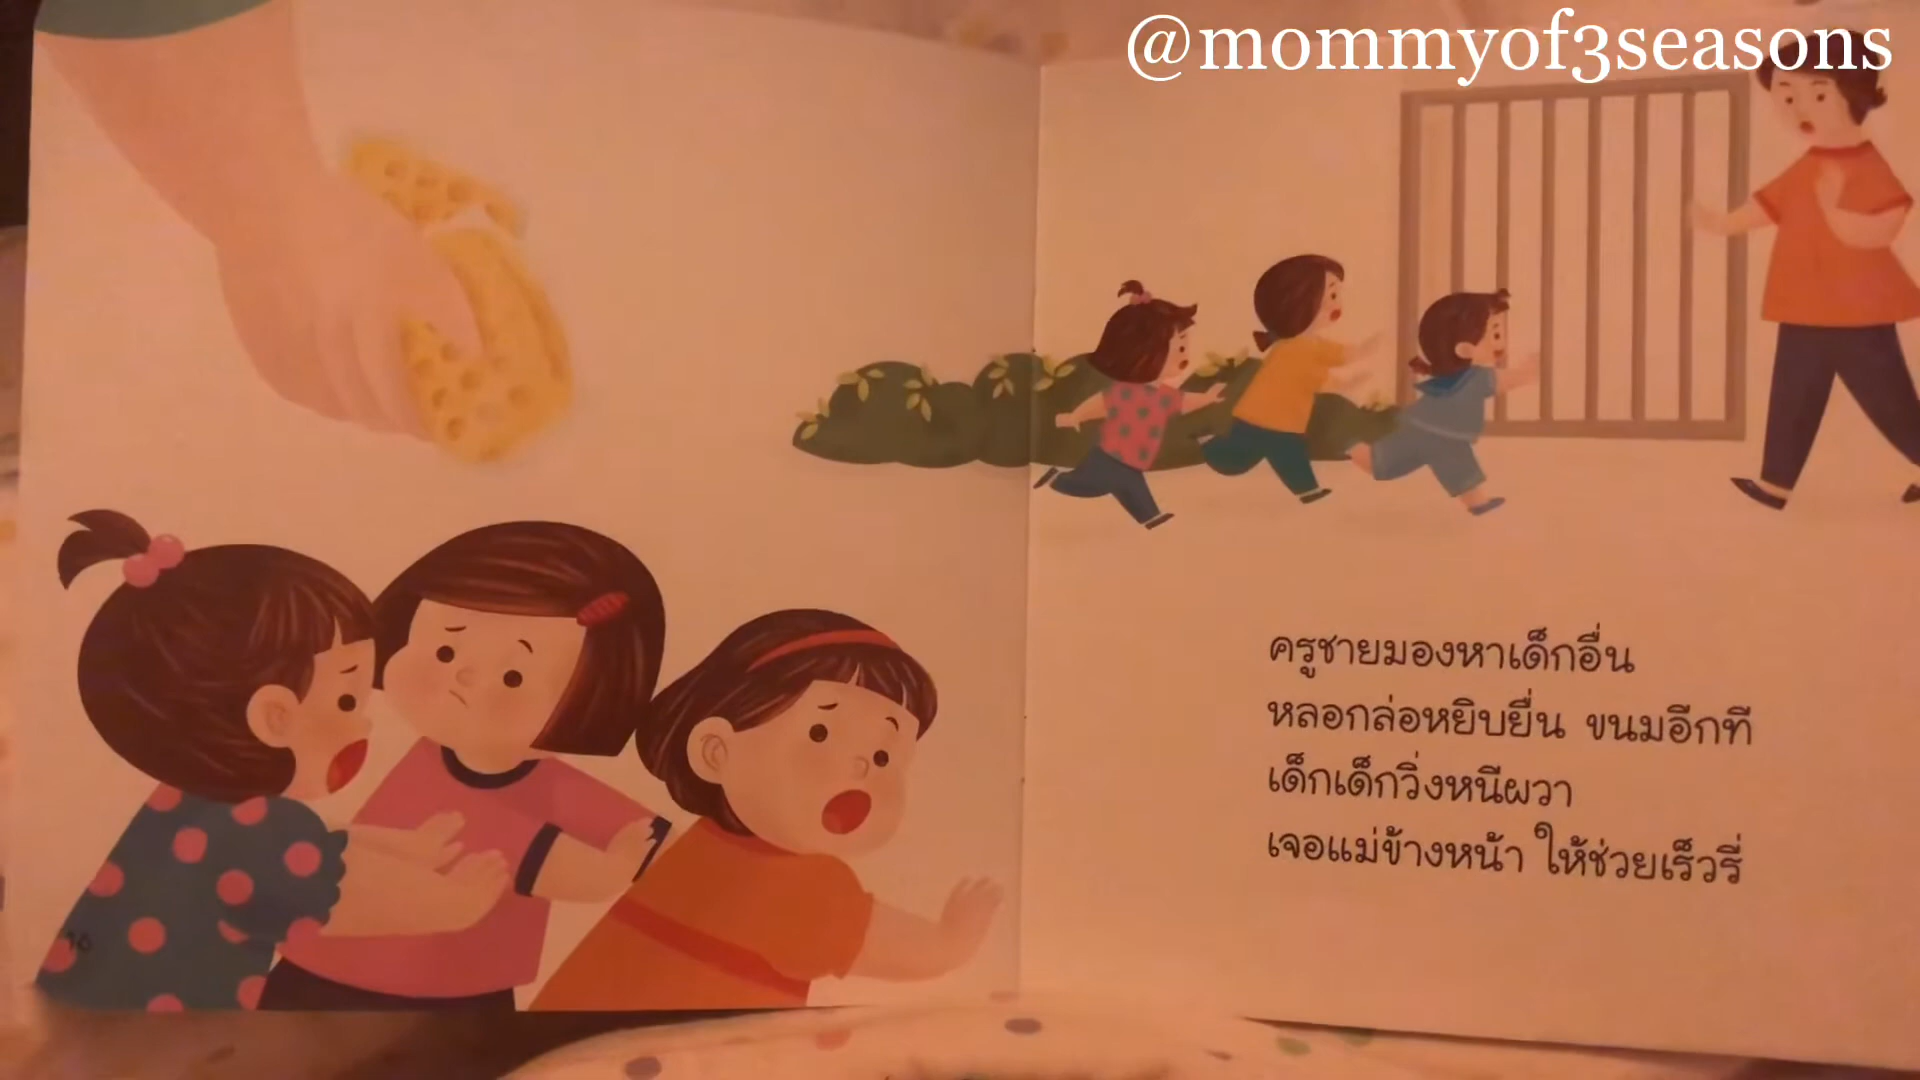 @mommyof3seasons
ครูชายมองหาเด็กอื่น
หลอกล่อหยิบยื่น ขนมอีกที
เด็กเด็กวิ่งหนีผวา
เจอแม่ข้างหน้า ให้ช่วยเร็วรี่
16